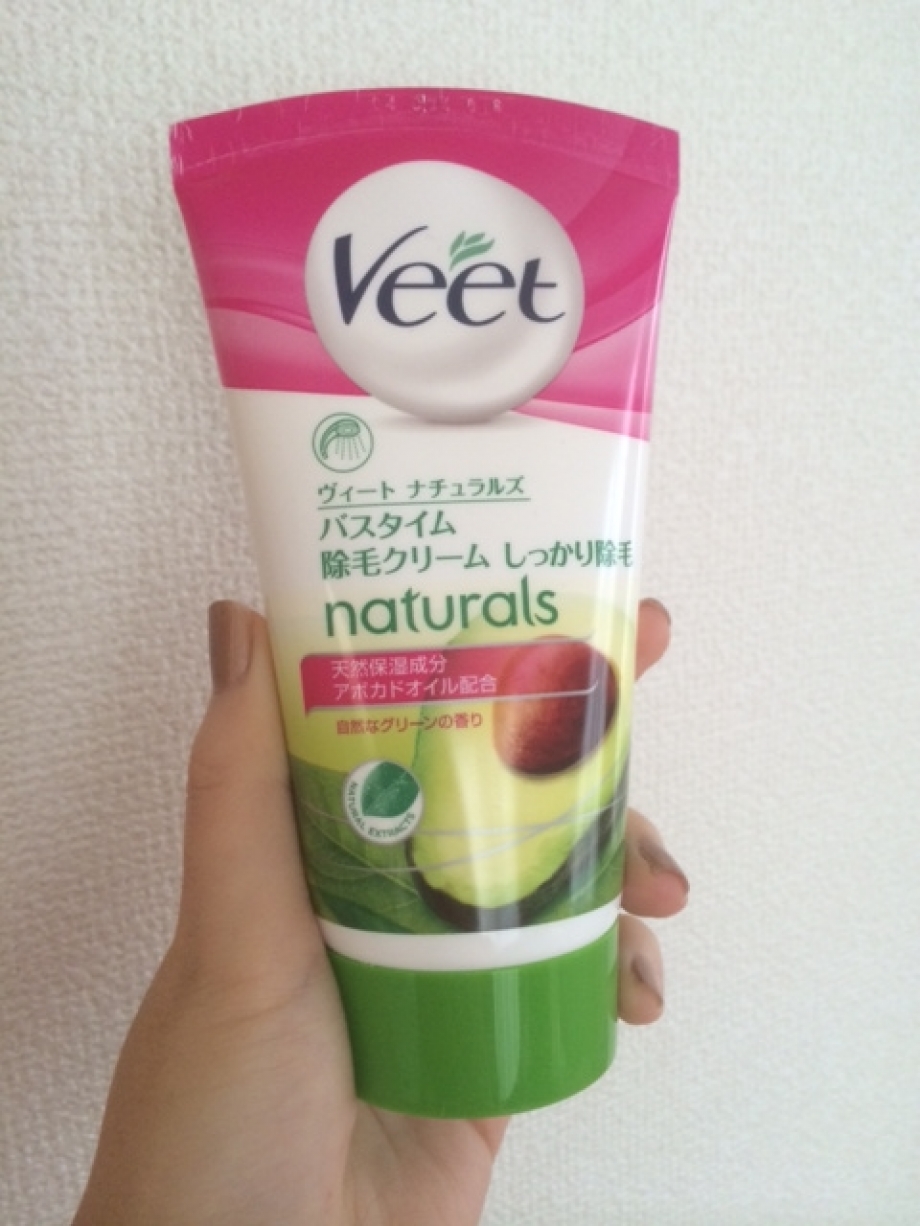 Veet
ヴィート ナチュラルズ
バスタイム
除毛クリーム しっかり除毛
naturals
天然保湿成分
アボカドオイル配合
自然なグリーンの香り
NATURAL EXTRACTS